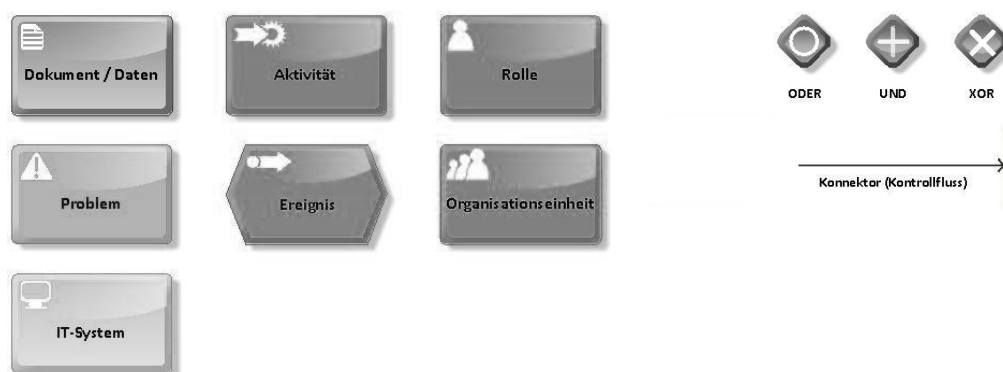 Dokument / Daten
Aktivität
Rolle
ODER
UND
XOR
Problem
Ereignis
Organisationseinheit
Konnektor (Kontrollfluss)
IT-System